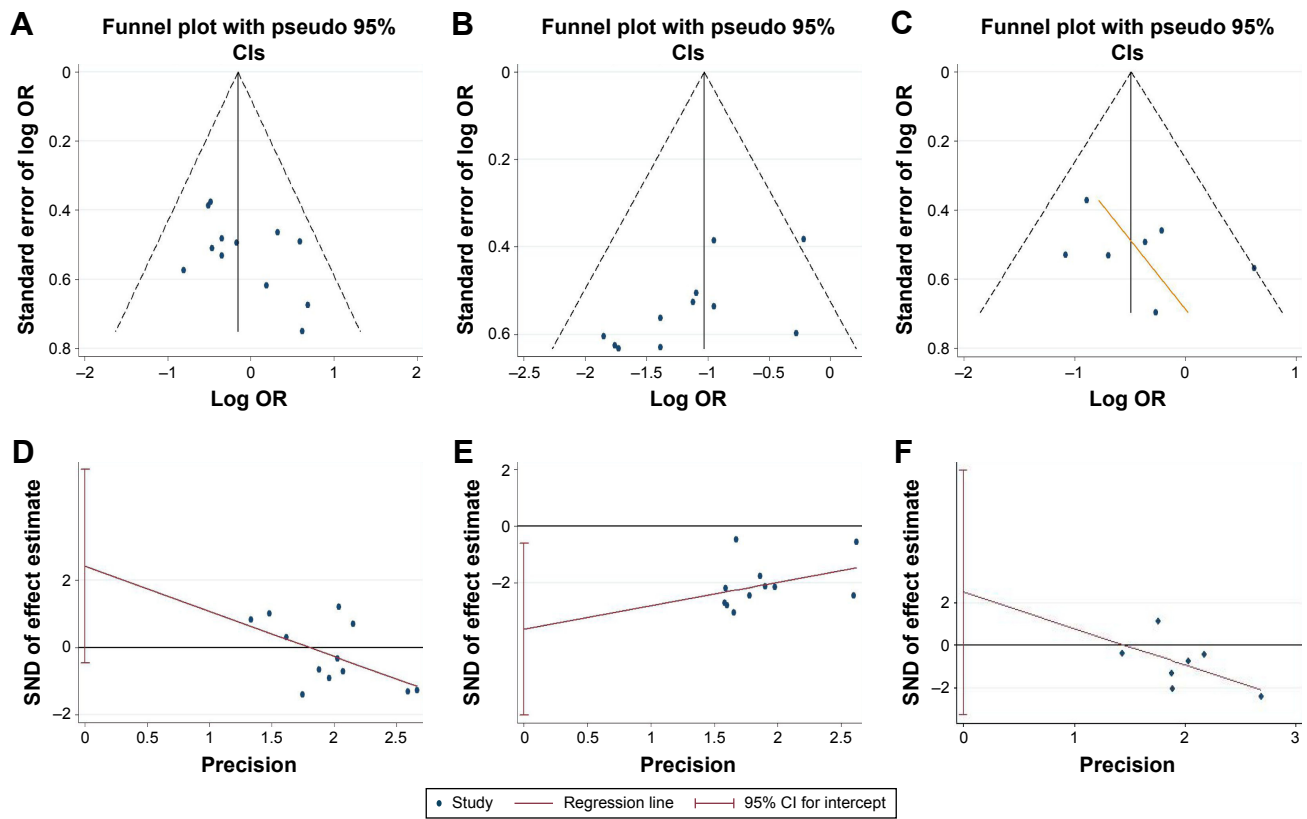 A
Funnel plot with pseudo 95%
CIs
Standard error of log OR
0
0.2
0.4
0.6
0.8
–2
–1
0
1
2
Log OR
B
Funnel plot with pseudo 95%
CIs
Standard error of log OR
0
0.2
0.4
0.6
–2.5
–2
–1.5
–1
–0.5
0
Log OR
C
Funnel plot with pseudo 95%
CIs
Standard error of log OR
0
0.2
0.4
0.6
0.8
–2
–1
0
1
Log OR
D
SND of effect estimate
2
0
–2
0
0.5
1
1.5
2
2.5
Precision
E
SND of effect estimate
2
0
–2
0
0.5
1
1.5
2
2.5
Precision
F
SND of effect estimate
2
0
–2
0
1
2
3
Precision
Study
Regression line
95% CI for intercept